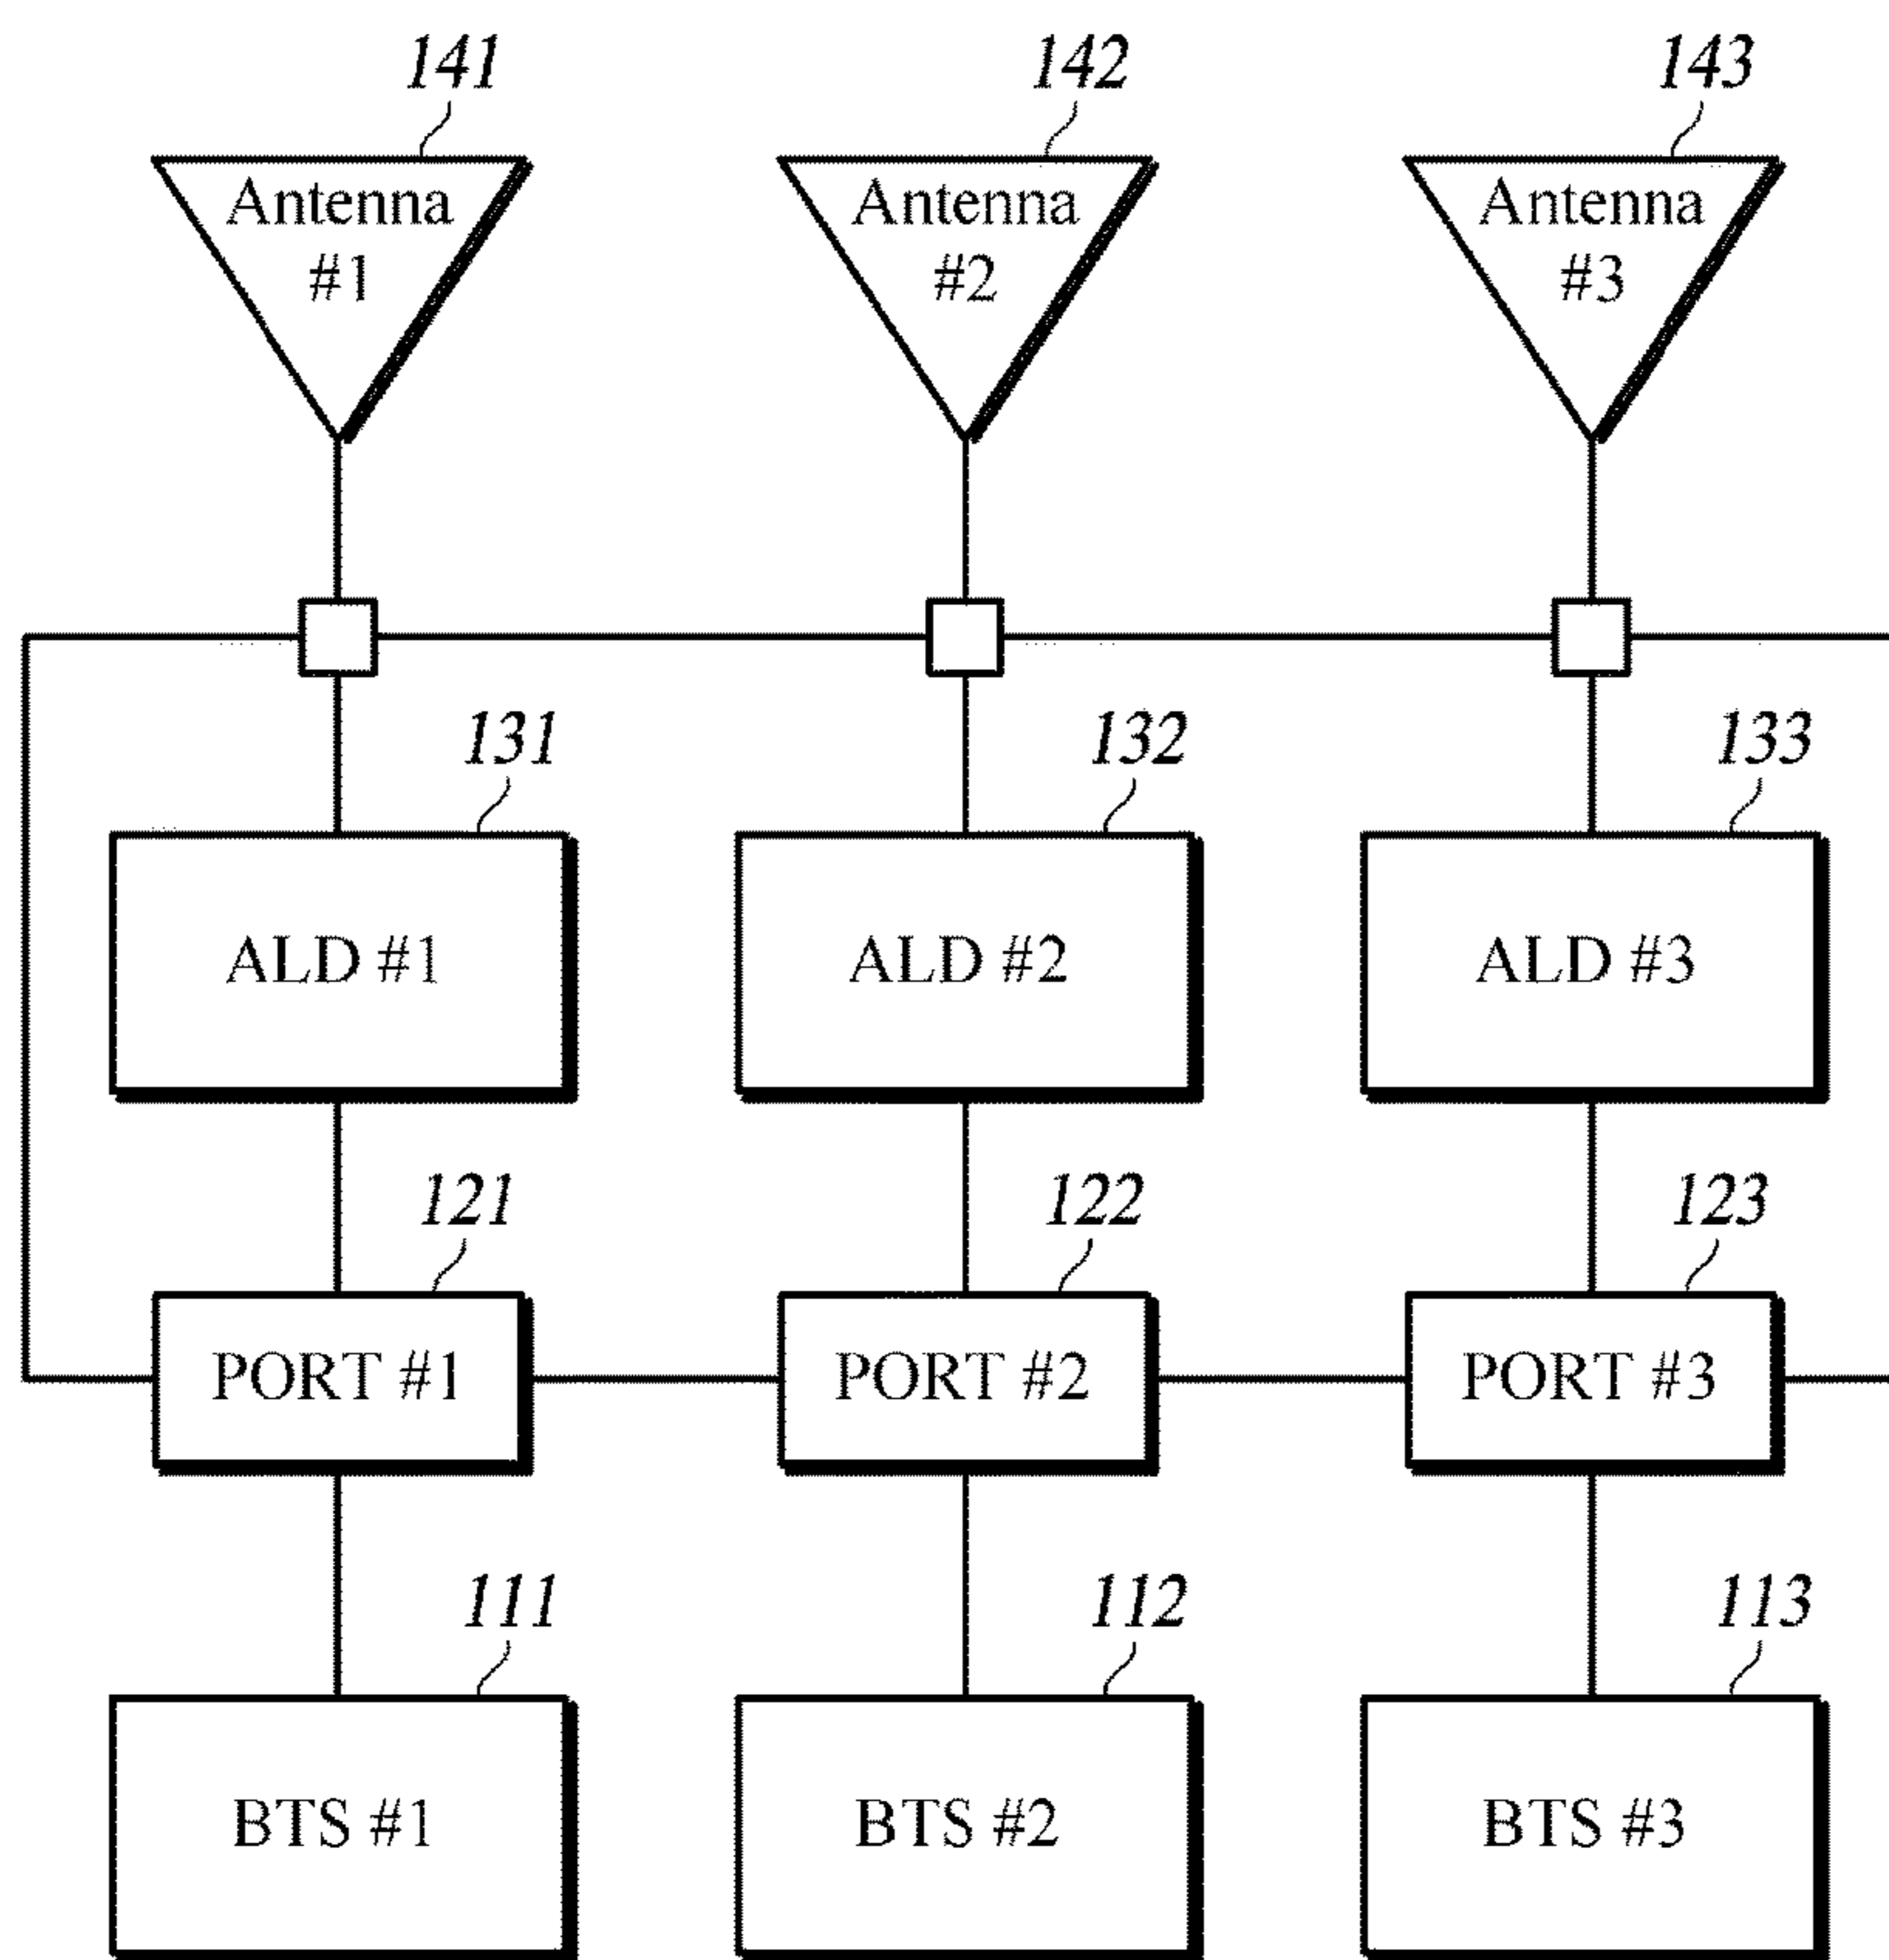 141 142 143
Antenna Antenna Antenna
#1 #2 #3
131 132 133
ALD #1 ALD #2 ALD #3
121 122 123
PORT #1 PORT #2 PORT #3
111 112 113
BTS #1 BTS #2 BTS #3